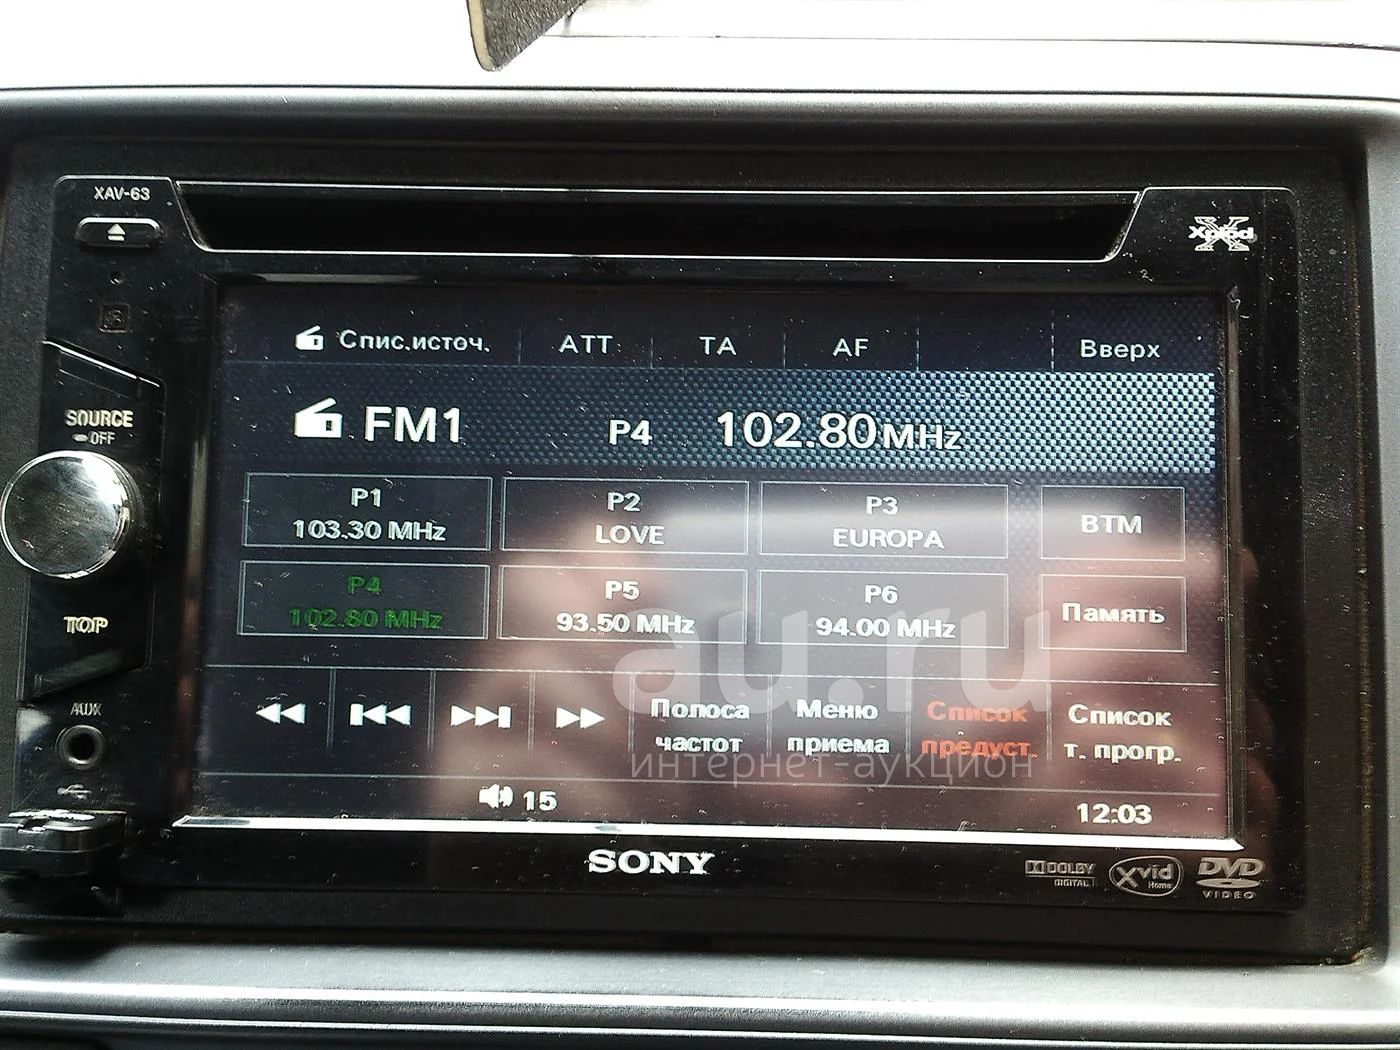 XAV-63
Xplod
SOURCE
OFF
TOP
AUX
Спис.источ. ATT TA AF Вверх
FM1 P4 102.80MHz
P1 P2 P3
103.30 MHz LOVE EUROPA BTM
P4 P5 P6
102.80 MHz 93.50 MHz 94.00 MHz Память
au.ru
Полоса Меню Список Список
частот приема предуст. т. прогр.
интернет-аукцион
15 12:03
SONY
DOLBY
DIGITAL
Xvid
Home
DVD
VIDEO